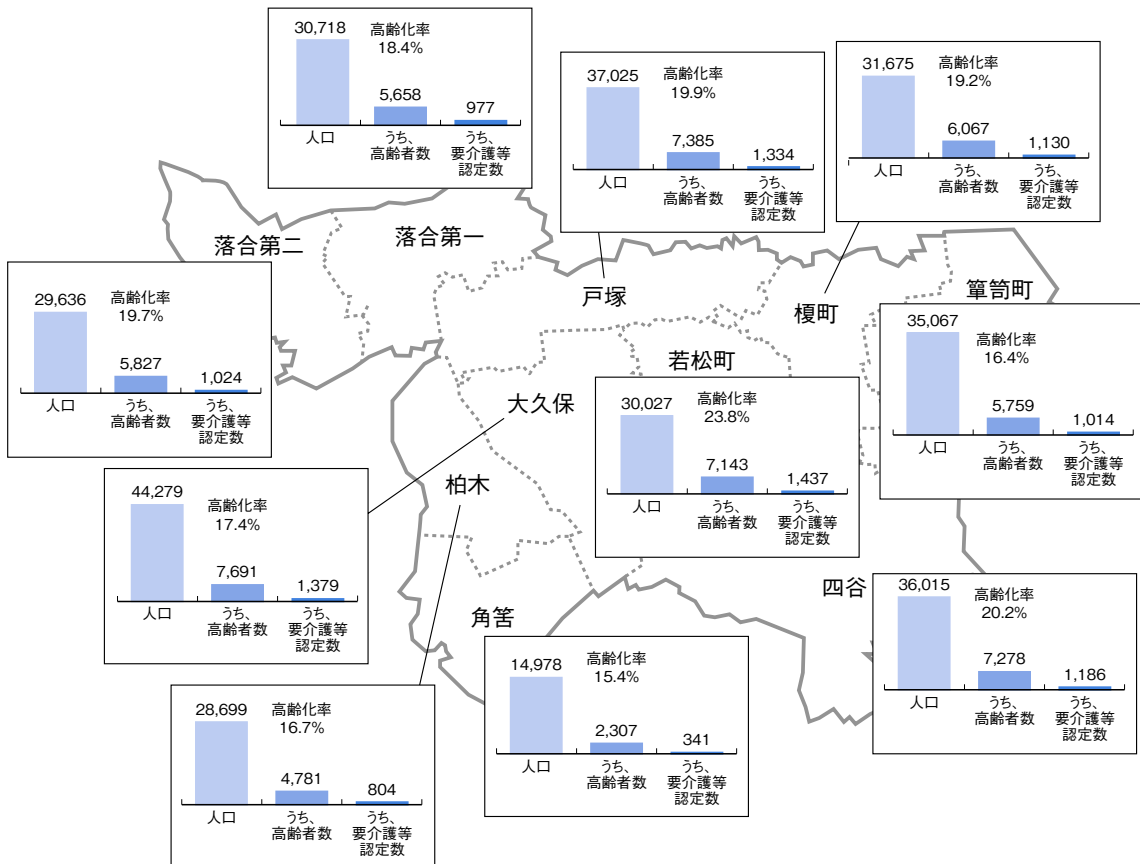 30,718
高齢化率
18.4%
5,658
977
人口
うち、
高齢者数
うち、
要介護等
認定数
37,025
高齢化率
19.9%
7,385
1,334
人口
うち、
高齢者数
うち、
要介護等
認定数
31,675
高齢化率
19.2%
6,067
1,130
人口
うち、
高齢者数
うち、
要介護等
認定数
落合第二
落合第一
戸塚
榎町
簞笥町
29,636
高齢化率
19.7%
5,827
1,024
人口
うち、
高齢者数
うち、
要介護等
認定数
若松町
35,067
高齢化率
16.4%
5,759
1,014
人口
うち、
高齢者数
うち、
要介護等
認定数
大久保
30,027
高齢化率
23.8%
7,143
1,437
人口
うち、
高齢者数
うち、
要介護等
認定数
柏木
44,279
高齢化率
17.4%
7,691
1,379
人口
うち、
高齢者数
うち、
要介護等
認定数
四谷
36,015
高齢化率
20.2%
7,278
1,186
人口
うち、
高齢者数
うち、
要介護等
認定数
角筈
14,978
高齢化率
15.4%
2,307
341
人口
うち、
高齢者数
うち、
要介護等
認定数
28,699
高齢化率
16.7%
4,781
804
人口
うち、
高齢者数
うち、
要介護等
認定数